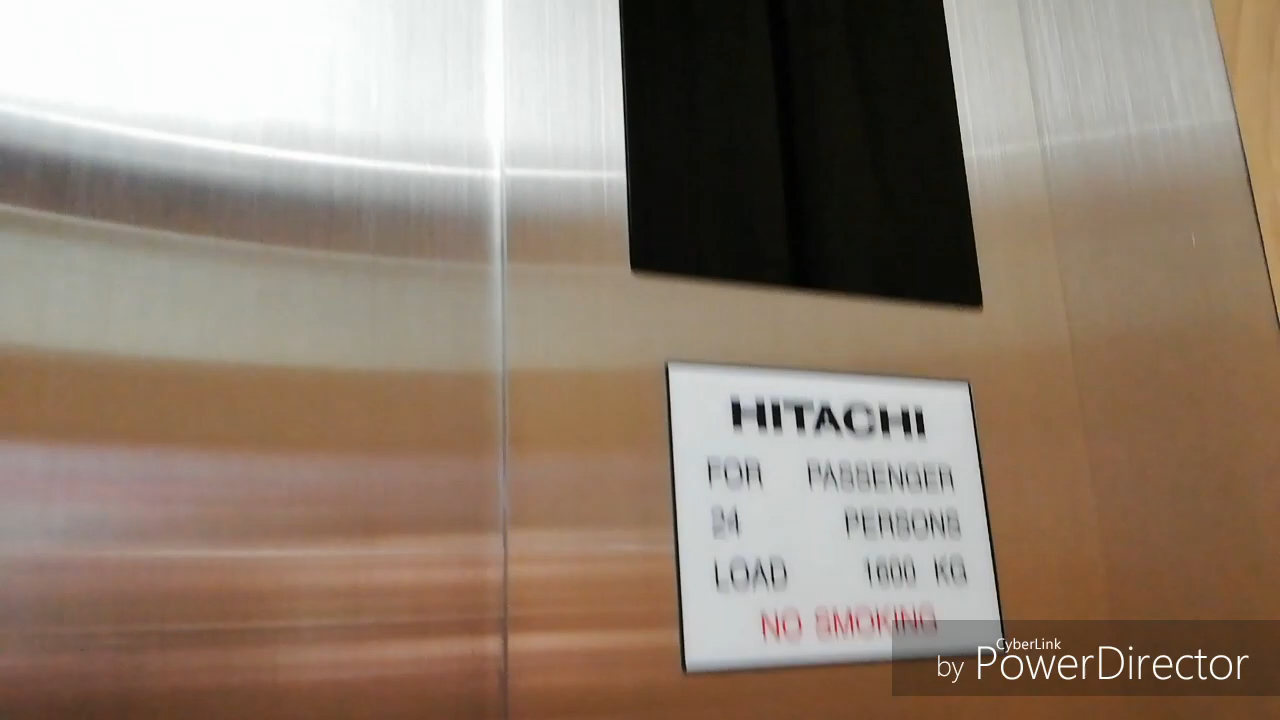 HITACHI
FOR PASSENGER
24 PERSONS
LOAD 1600 KG
NO SMOKING
CyberLink
by PowerDirector